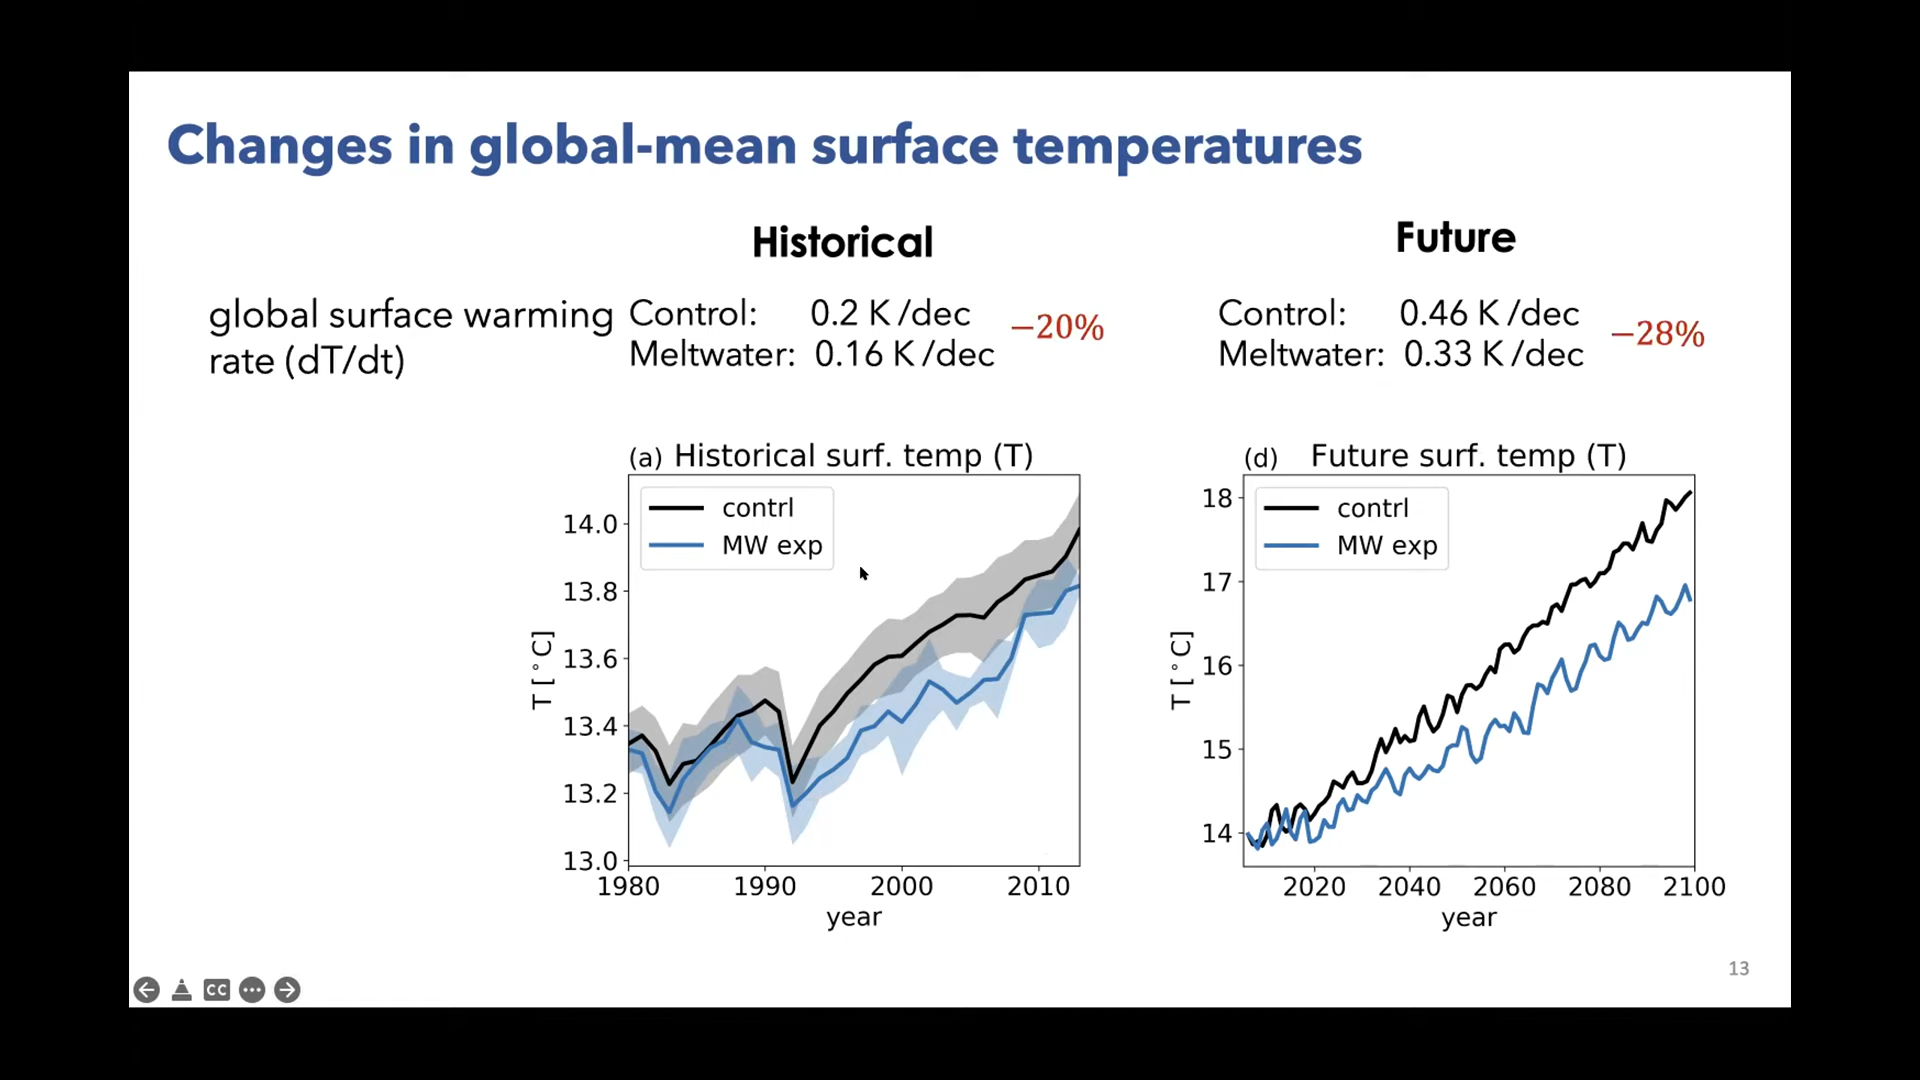 Changes in global-mean surface temperatures
Historical
Future
global surface warming
rate (dT/dt)
Control: 0.2 K /dec
Meltwater: 0.16 K /dec
−20%
Control: 0.46 K /dec
Meltwater: 0.33 K /dec
−28%
(a) Historical surf. temp (T)
contrl
MW exp
14.0
13.8
13.6
13.4
13.2
13.0
T [°C]
1980 1990 2000 2010
year
(d) Future surf. temp (T)
contrl
MW exp
18
17
16
15
14
T [°C]
2020 2040 2060 2080 2100
year
13
CC